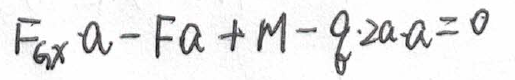 F_{Gx}·a - Fa + M - q·2a·a = 0